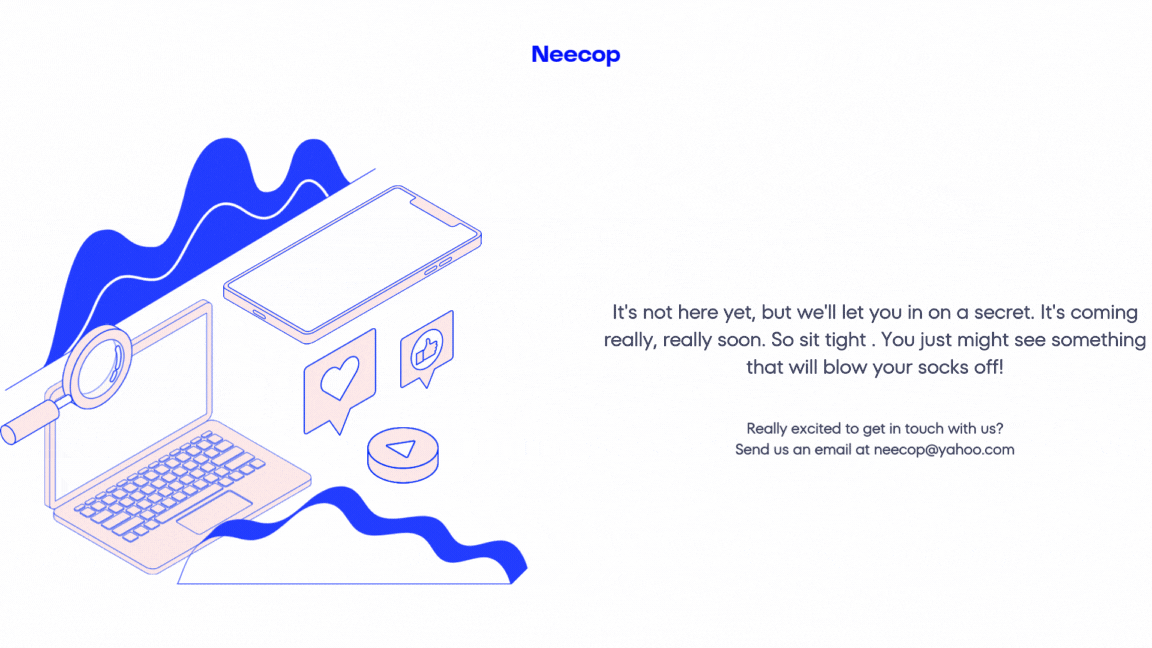 Neecop
It's not here yet, but we'll let you in on a secret. It's coming
really, really soon. So sit tight . You just might see something
that will blow your socks off!
Really excited to get in touch with us?
Send us an email at neecop@yahoo.com